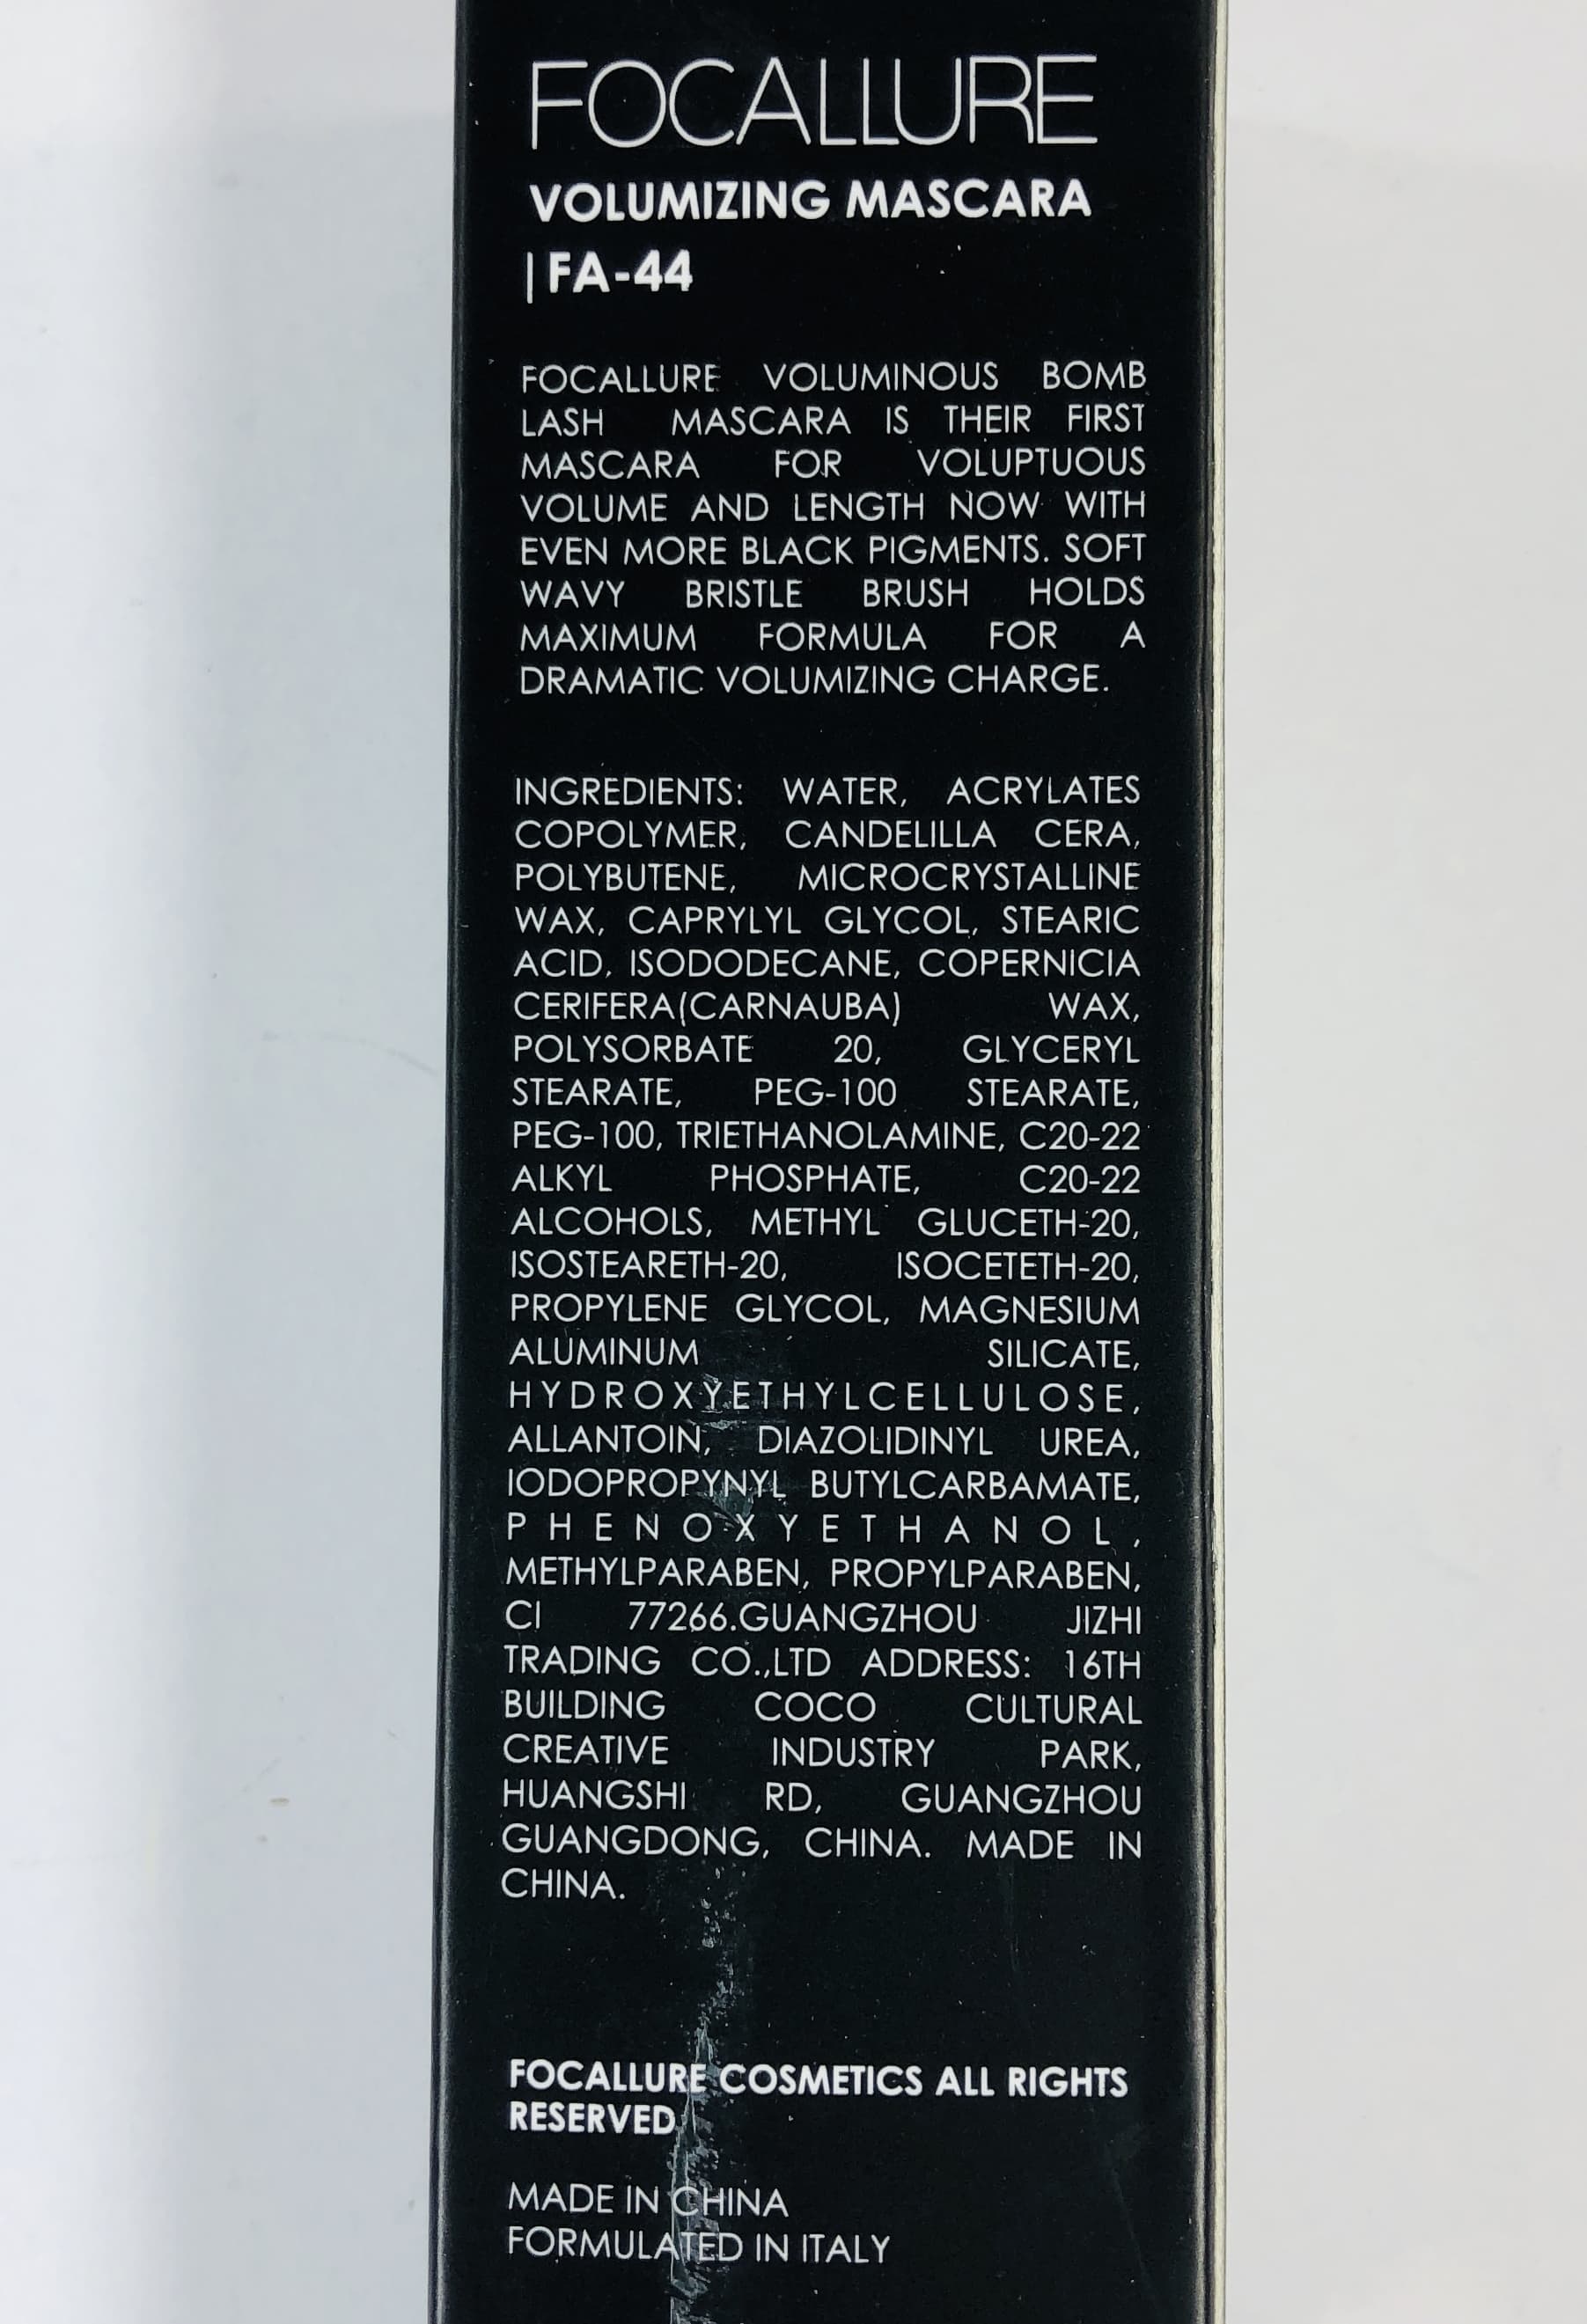 FOCALLURE
VOLUMIZING MASCARA
|FA-44
FOCALLURE VOLUMINOUS BOMB
LASH MASCARA IS THEIR FIRST
MASCARA FOR VOLUPTUOUS
VOLUME AND LENGTH NOW WITH
EVEN MORE BLACK PIGMENTS. SOFT
WAVY BRISTLE BRUSH HOLDS
MAXIMUM FORMULA FOR A
DRAMATIC VOLUMIZING CHARGE.
INGREDIENTS: WATER, ACRYLATES
COPOLYMER, CANDELILLA CERA,
POLYBUTENE, MICROCRYSTALLINE
WAX, CAPRYLYL GLYCOL, STEARIC
ACID, ISODODECANE, COPERNICIA
CERIFERA(CARNAUBA) WAX,
POLYSORBATE 20, GLYCERYL
STEARATE, PEG-100 STEARATE,
PEG-100, TRIETHANOLAMINE, C20-22
ALKYL PHOSPHATE, C20-22
ALCOHOLS, METHYL GLUCETH-20,
ISOSTEARETH-20, ISOCETETH-20,
PROPYLENE GLYCOL, MAGNESIUM
ALUMINUM SILICATE,
HYDROXYETHYLCELLULOSE,
ALLANTOIN, DIAZOLIDINYL UREA,
IODOPROPYNYL BUTYLCARBAMATE,
PHENOXYETHANOL,
METHYLPARABEN, PROPYLPARABEN,
CI 77266.GUANGZHOU JIZHI
TRADING CO.,LTD ADDRESS: 16TH
BUILDING COCO CULTURAL
CREATIVE INDUSTRY PARK,
HUANGSHI RD, GUANGZHOU
GUANGDONG, CHINA. MADE IN
CHINA.
FOCALLURE COSMETICS ALL RIGHTS
RESERVED
MADE IN CHINA
FORMULATED IN ITALY